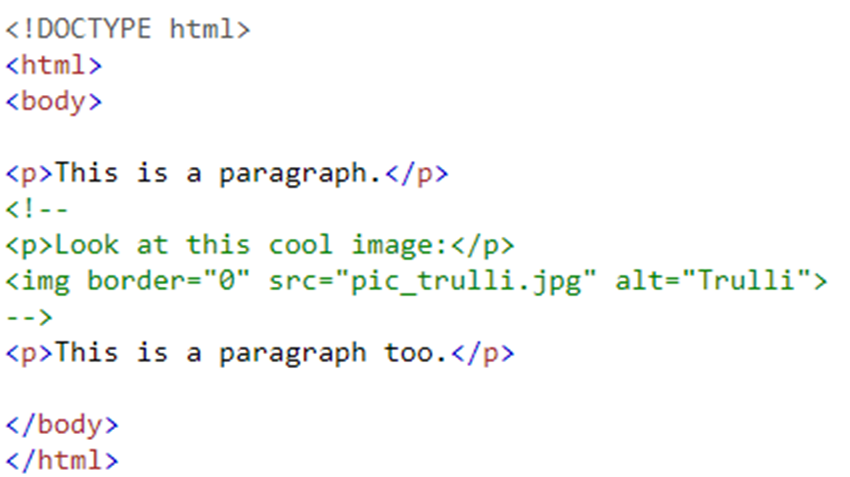 <!DOCTYPE html>
<html>
<body>
<p>This is a paragraph.</p>
<!--
<p>Look at this cool image:</p>
<img border="0" src="pic_trulli.jpg" alt="Trulli">
-->
<p>This is a paragraph too.</p>
</body>
</html>